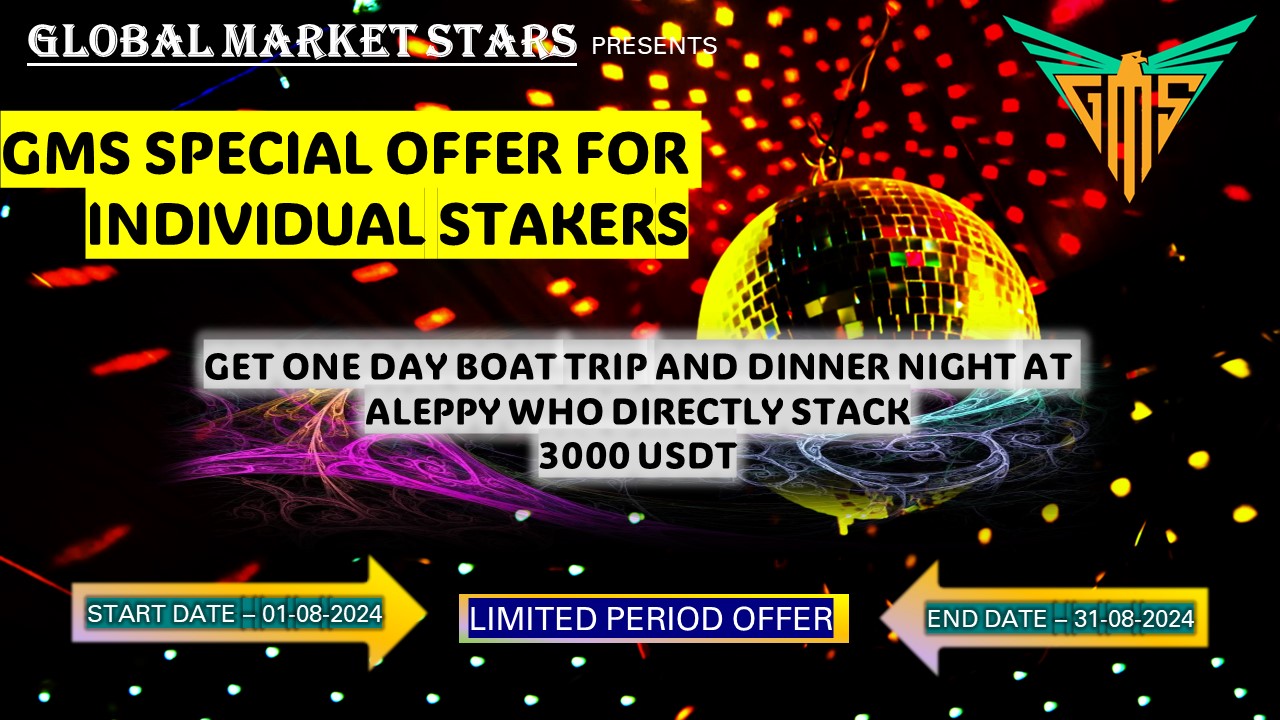 GLOBAL MARKET STARS PRESENTS
GMS
GMS SPECIAL OFFER FOR
INDIVIDUAL STAKERS
GET ONE DAY BOAT TRIP AND DINNER NIGHT AT
ALEPPY WHO DIRECTLY STACK
3000 USDT
START DATE – 01-08-2024
LIMITED PERIOD OFFER
END DATE – 31-08-2024